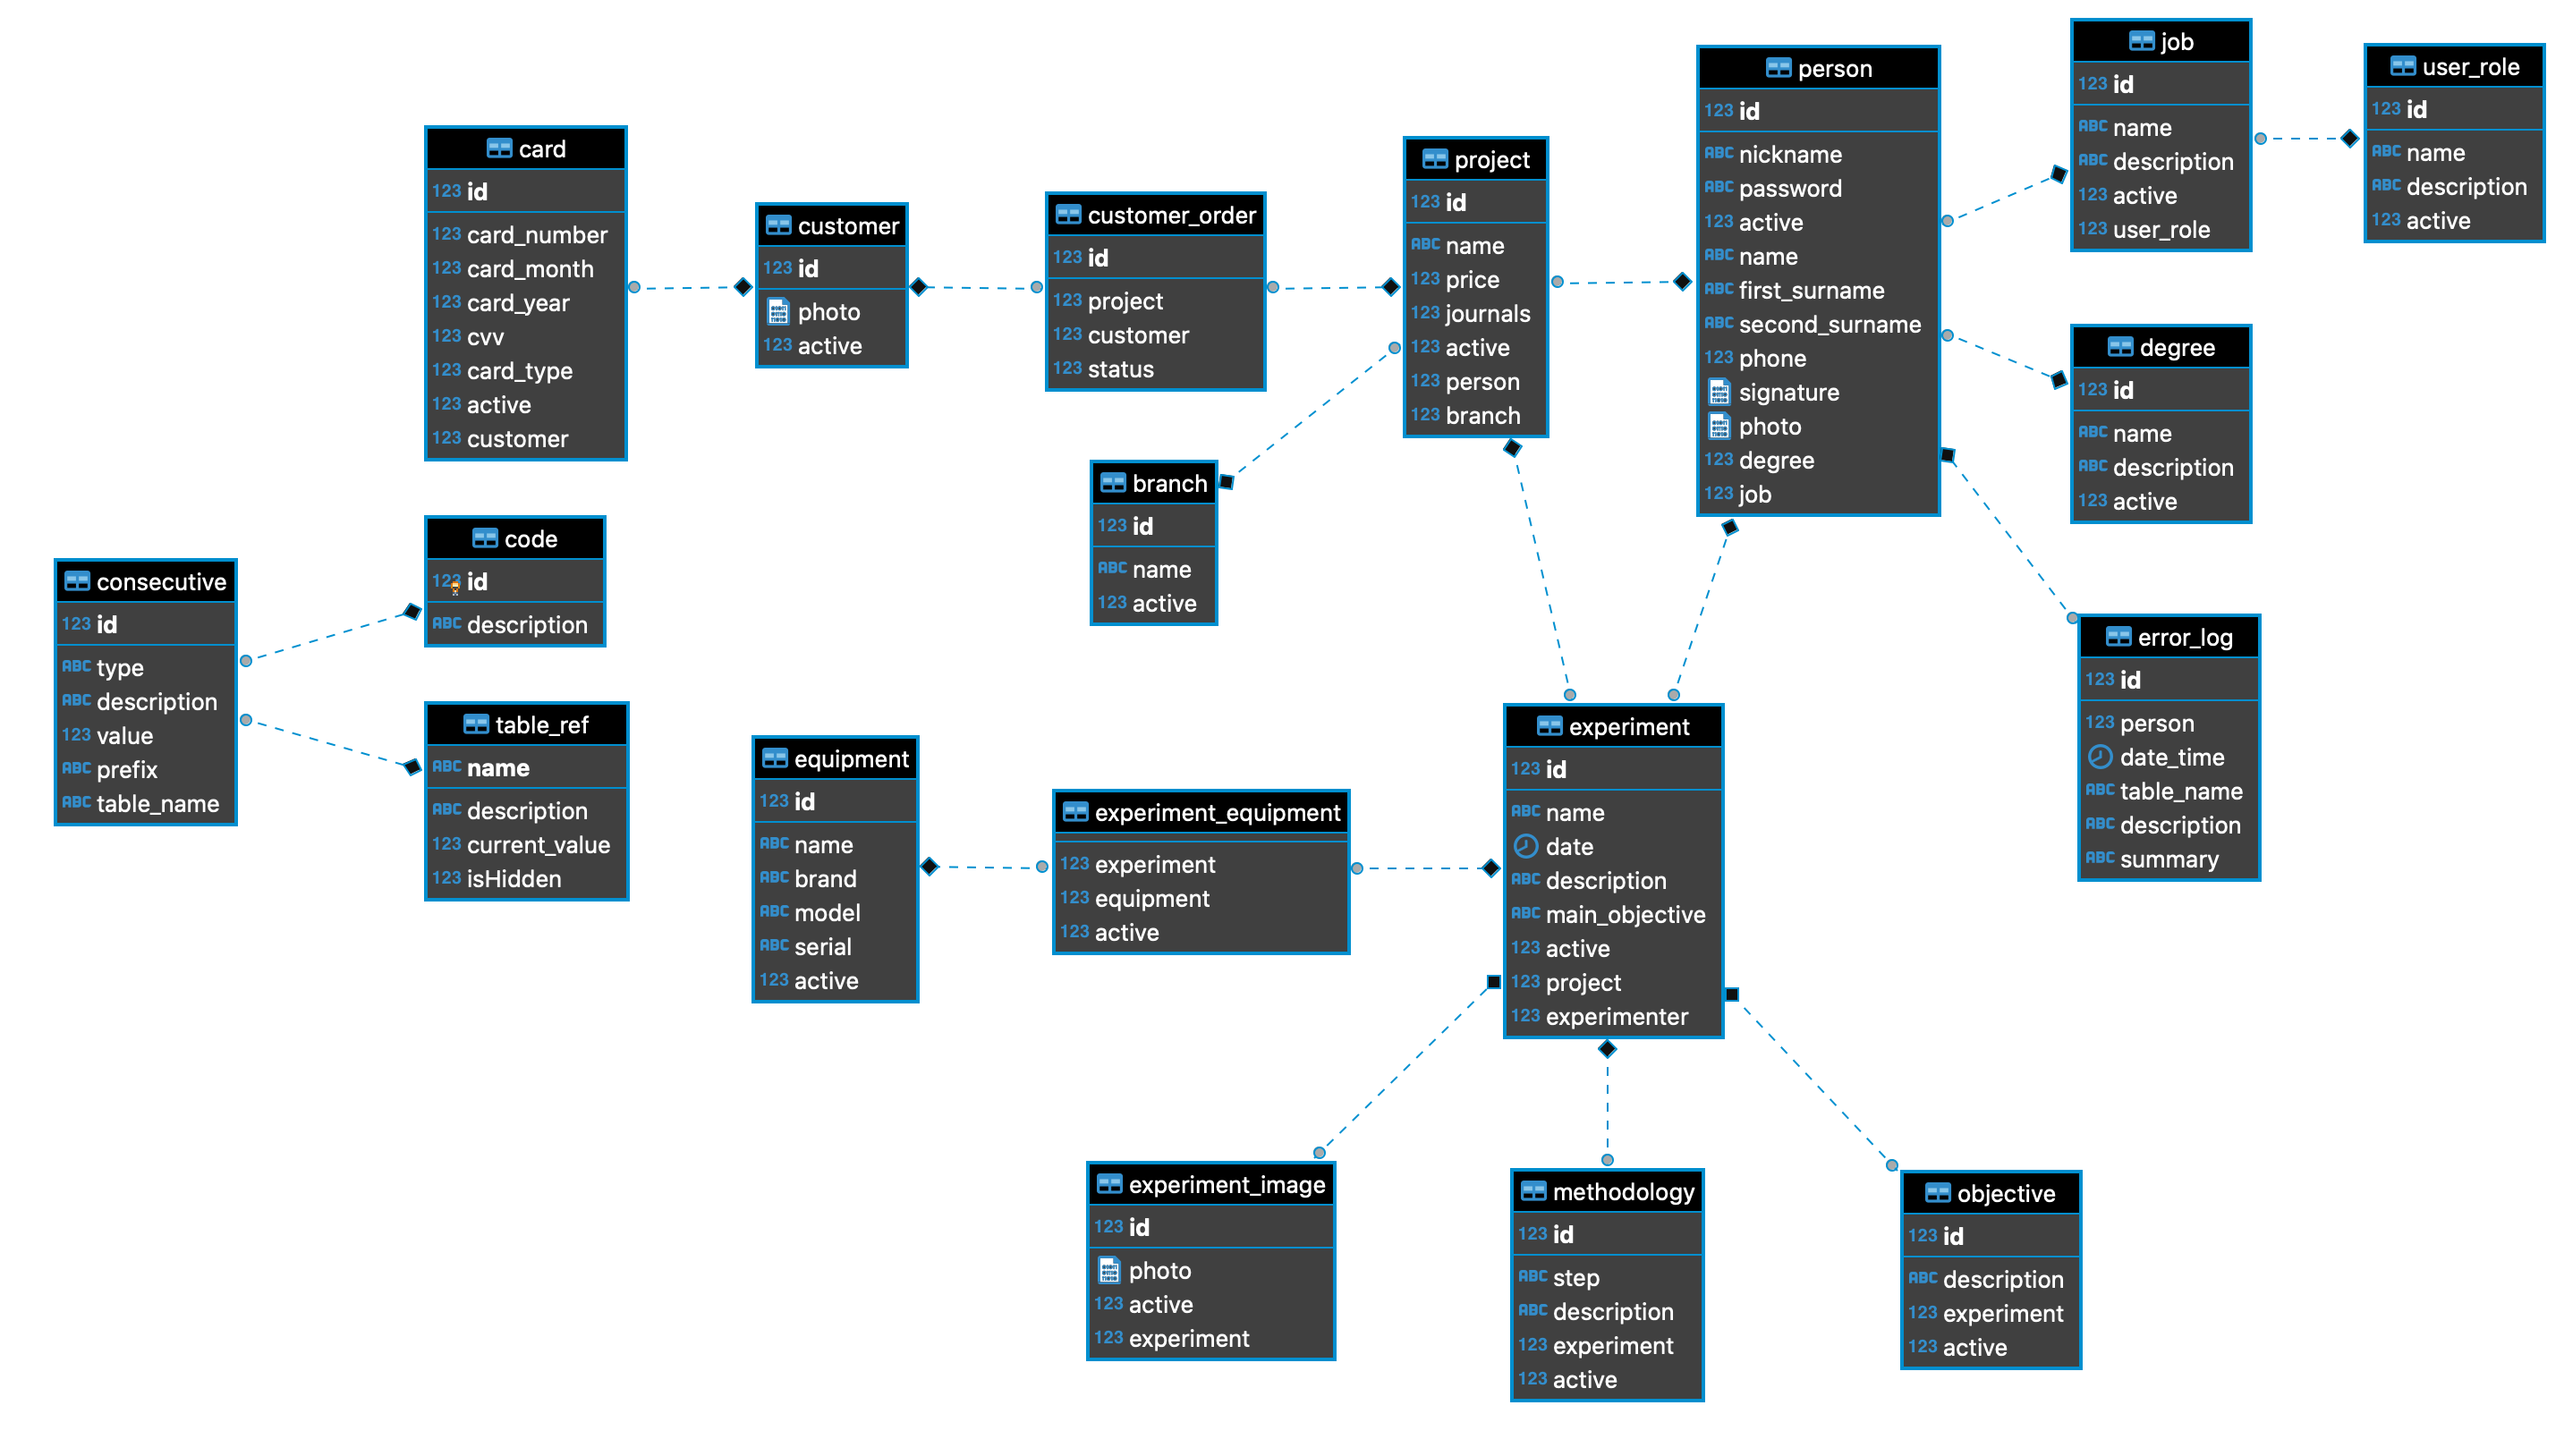 card
123 id
123 card_number
123 card_month
123 card_year
123 cvv
123 card_type
123 active
123 customer
customer
123 id
photo
123 active
customer_order
123 id
123 project
123 customer
123 status
project
123 id
ABC name
123 price
123 journals
123 active
123 person
123 branch
person
123 id
ABC nickname
ABC password
123 active
ABC name
ABC first_surname
ABC second_surname
123 phone
signature
photo
123 degree
123 job
job
123 id
ABC name
ABC description
123 active
123 user_role
user_role
123 id
ABC name
ABC description
123 active
degree
123 id
ABC name
ABC description
123 active
branch
123 id
ABC name
123 active
consecutive
123 id
ABC type
ABC description
123 value
ABC prefix
ABC table_name
code
123 id
ABC description
table_ref
ABC name
ABC description
123 current_value
123 isHidden
equipment
123 id
ABC name
ABC brand
ABC model
ABC serial
123 active
experiment_equipment
123 experiment
123 equipment
123 active
experiment
123 id
ABC name
date
ABC description
ABC main_objective
123 active
123 project
123 experimenter
error_log
123 id
123 person
date_time
ABC table_name
ABC description
ABC summary
experiment_image
123 id
photo
123 active
123 experiment
methodology
123 id
ABC step
ABC description
123 experiment
123 active
objective
123 id
ABC description
123 experiment
123 active